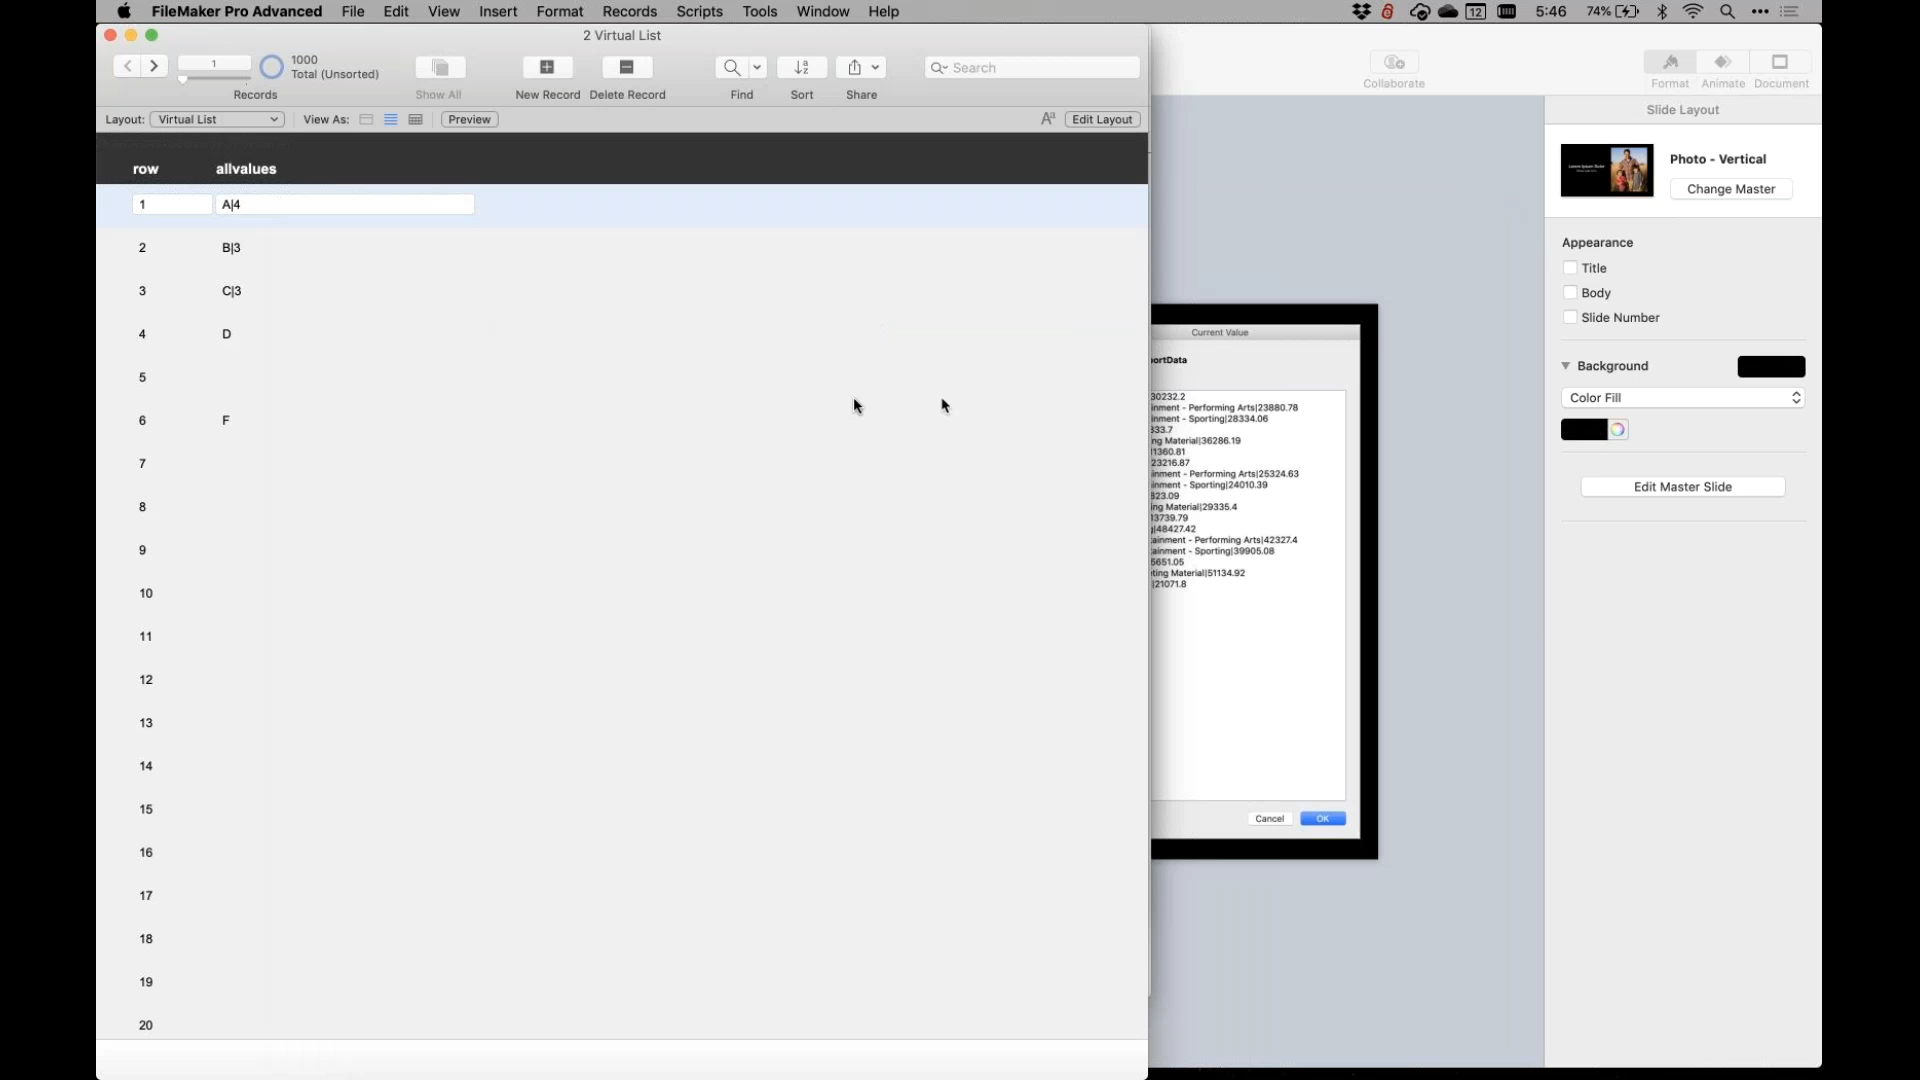 FileMaker Pro Advanced File Edit View Insert Format Records Scripts Tools Window Help 12 5:46 74%
2 Virtual List
1
1000
Total (Unsorted)
Records
Show All
New Record
Delete Record
Find
Sort
Share
Search
Layout: Virtual List View As: Preview Aa Edit Layout
row allvalues
1 A|4
2 B|3
3 C|3
4 D
5
6 F
7
8
9
10
11
12
13
14
15
16
17
18
19
20
Collaborate
Format Animate Document
Slide Layout
Photo - Vertical
Change Master
Appearance
Title
Body
Slide Number
Background
Color Fill
Edit Master Slide
Current Value
ortData
30232.2
inment - Performing Arts|23880.78
inment - Sporting|28334.06
333.7
ng Material|36286.19
11360.81
23216.87
inment - Performing Arts|25324.63
inment - Sporting|24010.39
823.09
ing Material|29335.4
13739.79
g|48427.42
tainment - Performing Arts|42327.4
tainment - Sporting|39905.08
5651.05
ting Material|51134.92
|21071.8
Cancel OK